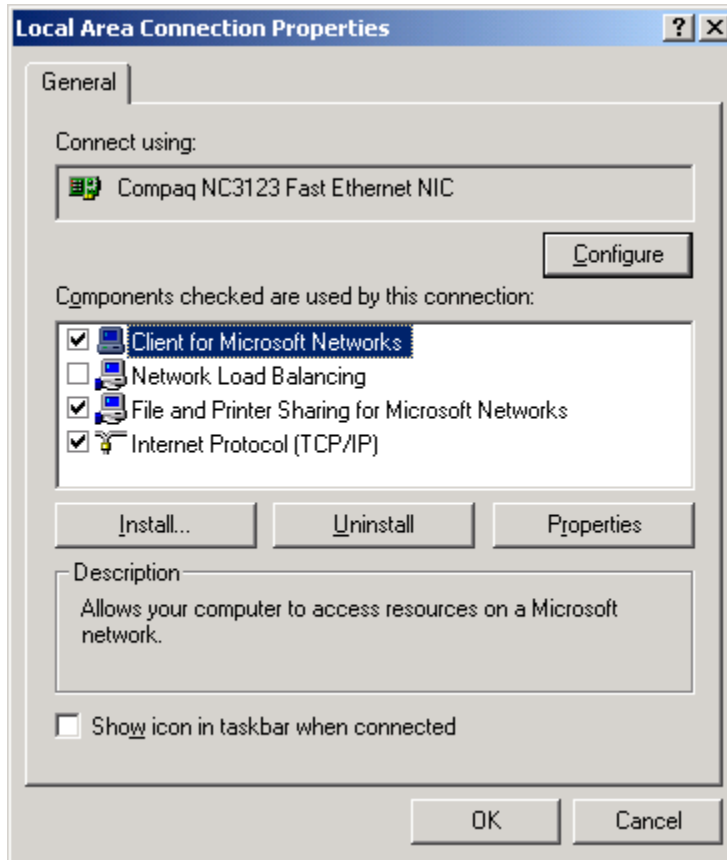 Local Area Connection Properties
General
Connect using:
Compaq NC3123 Fast Ethernet NIC
Configure
Components checked are used by this connection:
Client for Microsoft Networks
Network Load Balancing
File and Printer Sharing for Microsoft Networks
Internet Protocol (TCP/IP)
Install... Uninstall Properties
Description
Allows your computer to access resources on a Microsoft
network.
Show icon in taskbar when connected
OK Cancel